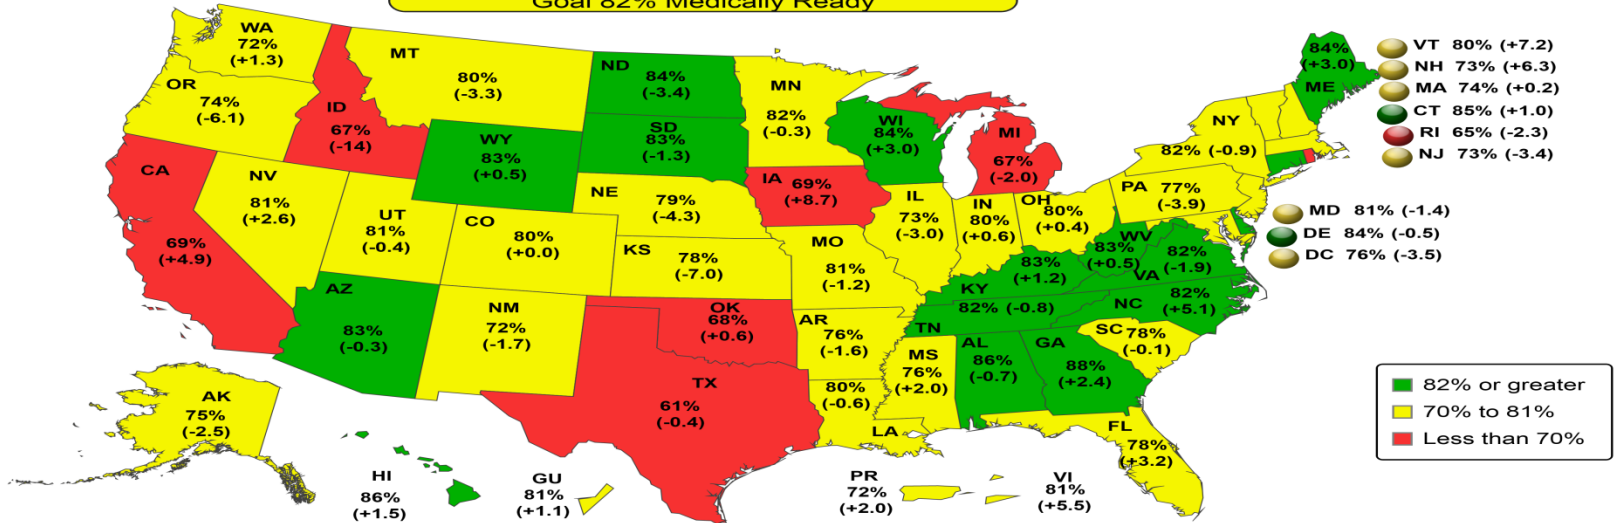 Goal 82% Medically Ready
WA
72%
(+1.3)
MT
80%
(-3.3)
ND
84%
(-3.4)
MN
82%
(-0.3)
84%
(+3.0)
ME
VT 80% (+7.2)
NH 73% (+6.3)
MA 74% (+0.2)
CT 85% (+1.0)
RI 65% (-2.3)
NJ 73% (-3.4)
OR
74%
(-6.1)
ID
67%
(-14)
WY
83%
(+0.5)
SD
83%
(-1.3)
WI
84%
(+3.0)
MI
67%
(-2.0)
NY
82% (-0.9)
CA
69%
(+4.9)
NV
81%
(+2.6)
UT
81%
(-0.4)
CO
80%
(+0.0)
NE
79%
(-4.3)
IA 69%
(+8.7)
IL
73%
(-3.0)
IN
80%
(+0.6)
OH
80%
(+0.4)
PA 77%
(-3.9)
MD 81% (-1.4)
DE 84% (-0.5)
DC 76% (-3.5)
KS
78%
(-7.0)
MO
81%
(-1.2)
KY
83%
(+1.2)
WV
83%
(+0.5)
82%
(-1.9)
VA
AZ
83%
(-0.3)
NM
72%
(-1.7)
OK
68%
(+0.6)
AR
76%
(-1.6)
TN
82% (-0.8)
NC
82%
(+5.1)
SC 78%
(-0.1)
TX
61%
(-0.4)
80%
(-0.6)
LA
MS
76%
(+2.0)
AL
86%
(-0.7)
GA
88%
(+2.4)
FL
78%
(+3.2)
AK
75%
(-2.5)
HI
86%
(+1.5)
GU
81%
(+1.1)
PR
72%
(+2.0)
VI
81%
(+5.5)
82% or greater
70% to 81%
Less than 70%